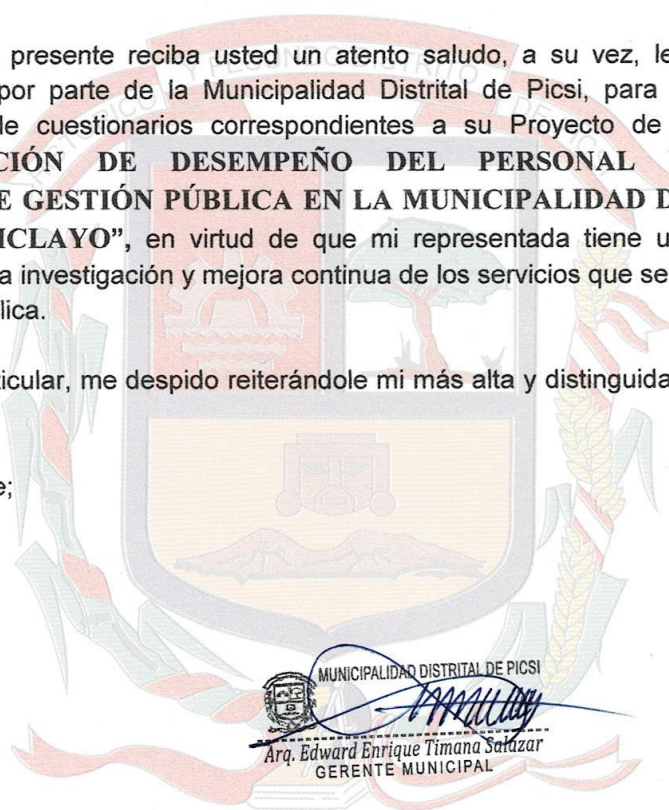 presente reciba usted un atento saludo, a su vez, le
por parte de la Municipalidad Distrital de Picsi, para
de cuestionarios correspondientes a su Proyecto de
CIÓN DE DESEMPEÑO DEL PERSONAL
E GESTIÓN PÚBLICA EN LA MUNICIPALIDAD D
ICLAYO”, en virtud de que mi representada tiene u
a investigación y mejora continua de los servicios que se
lica.
ticular, me despido reiterándole mi más alta y distinguida
e;
MUNICIPALIDAD DISTRITAL DE PICSI
Arq. Edward Enrique Timana Salazar
GERENTE MUNICIPAL